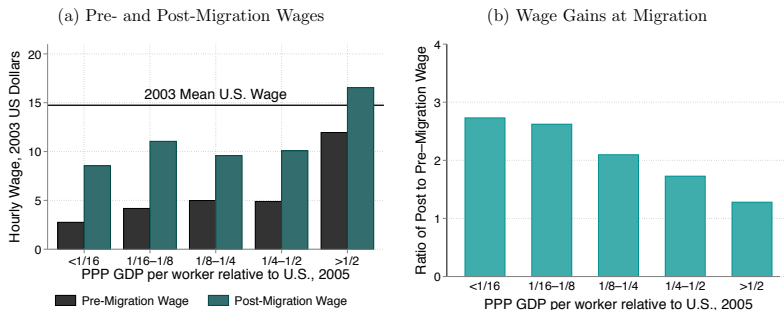 (a) Pre- and Post-Migration Wages
Hourly Wage, 2003 US Dollars
20
15
10
5
0
2003 Mean U.S. Wage
<1/16 1/16–1/8 1/8–1/4 1/4–1/2 >1/2
PPP GDP per worker relative to U.S., 2005
Pre-Migration Wage Post-Migration Wage
(b) Wage Gains at Migration
Ratio of Post to Pre–Migration Wage
4
3
2
1
0
<1/16 1/16–1/8 1/8–1/4 1/4–1/2 >1/2
PPP GDP per worker relative to U.S., 2005